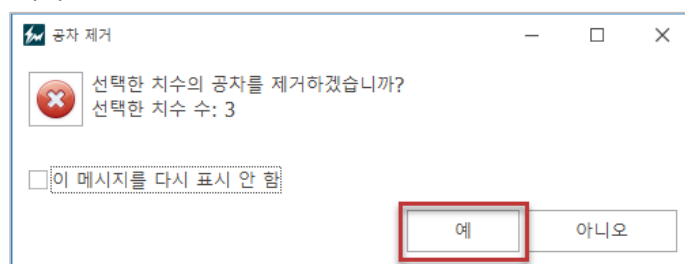 공차 제거
선택한 치수의 공차를 제거하겠습니까?
선택한 치수 수: 3
이 메시지를 다시 표시 안 함
예
아니오